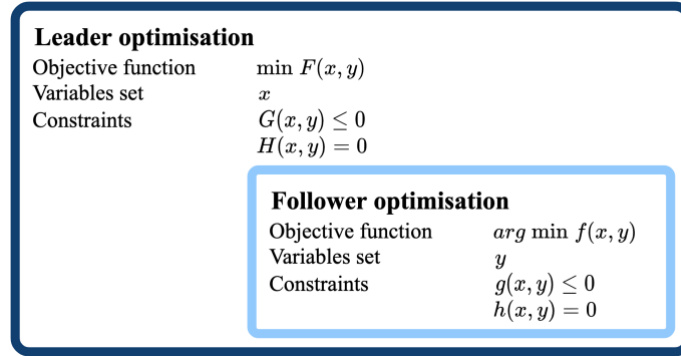 Leader optimisation
Objective function min F(x, y)
Variables set x
Constraints G(x, y) ≤ 0
H(x, y) = 0
Follower optimisation
Objective function arg min f(x, y)
Variables set y
Constraints g(x, y) ≤ 0
h(x, y) = 0